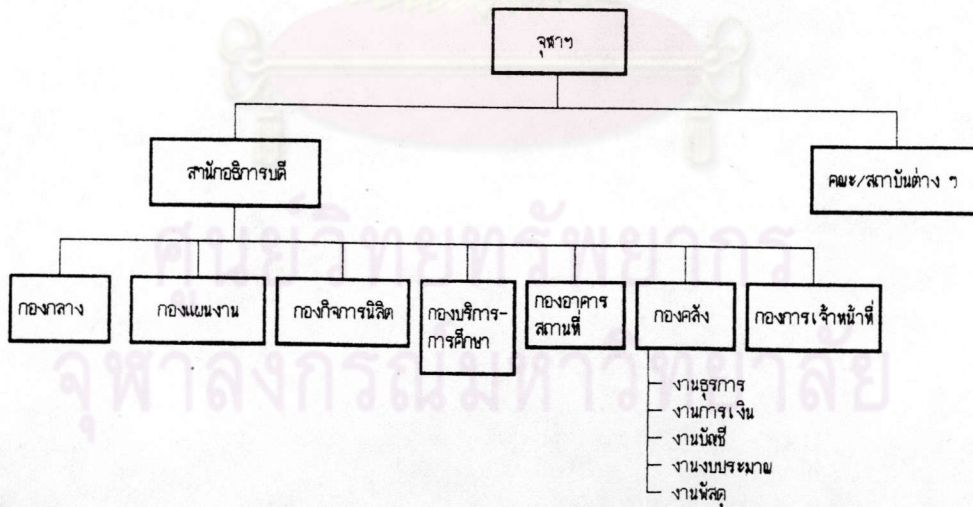 จุฬาฯ
สำนักอธิการบดี
คณะ/สถาบันต่าง ๆ
ศูนย์วิทยทรัพยากร
กองกลาง
กองแผนงาน
กองกิจการนิสิต
กองบริการ-
การศึกษา
กองอาคาร
สถานที่
กองคลัง
กองการเจ้าหน้าที่
จุฬาลงกรณ์มหาวิทยาลัย
งานธุรการ
งานการเงิน
งานบัญชี
งานงบประมาณ
งานพัสดุ